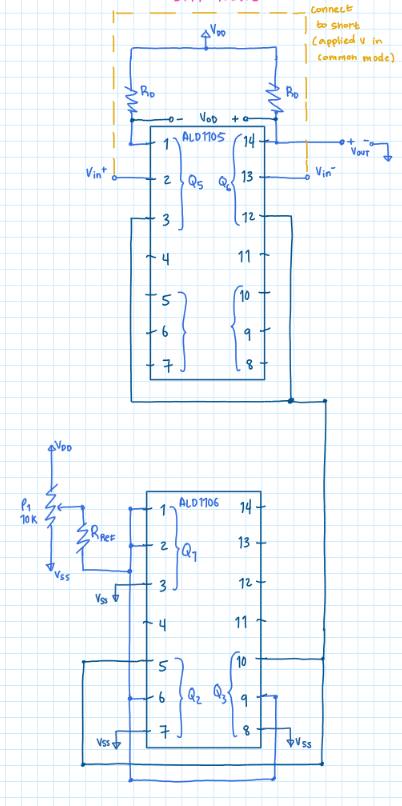 connect
to short
(applied v in
common mode)
VDD
RD
RD
- VDD +
ALD1105
1
14
+ -
VOUT
Vin+
2
Q5
Q6
13
Vin-
3
12
4
11
5
10
6
9
7
8
VDD
P1
10K
RREF
VSS
ALD1106
1
14
2
Q1
13
3
12
VSS
4
11
5
10
6
Q2
Q3
9
7
8
VSS
VSS